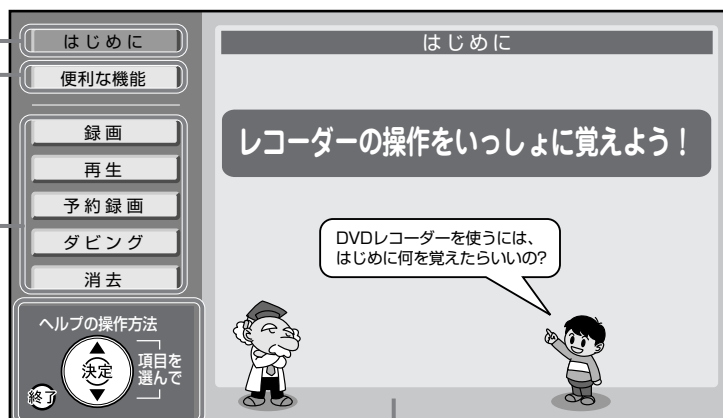 はじめに
便利な機能
録画
再生
予約録画
ダビング
消去
ヘルプの操作方法
決定
項目を
選んで
終了
はじめに
レコーダーの操作をいっしょに覚えよう！
DVDレコーダーを使うには、
はじめに何を覚えたらいいの?